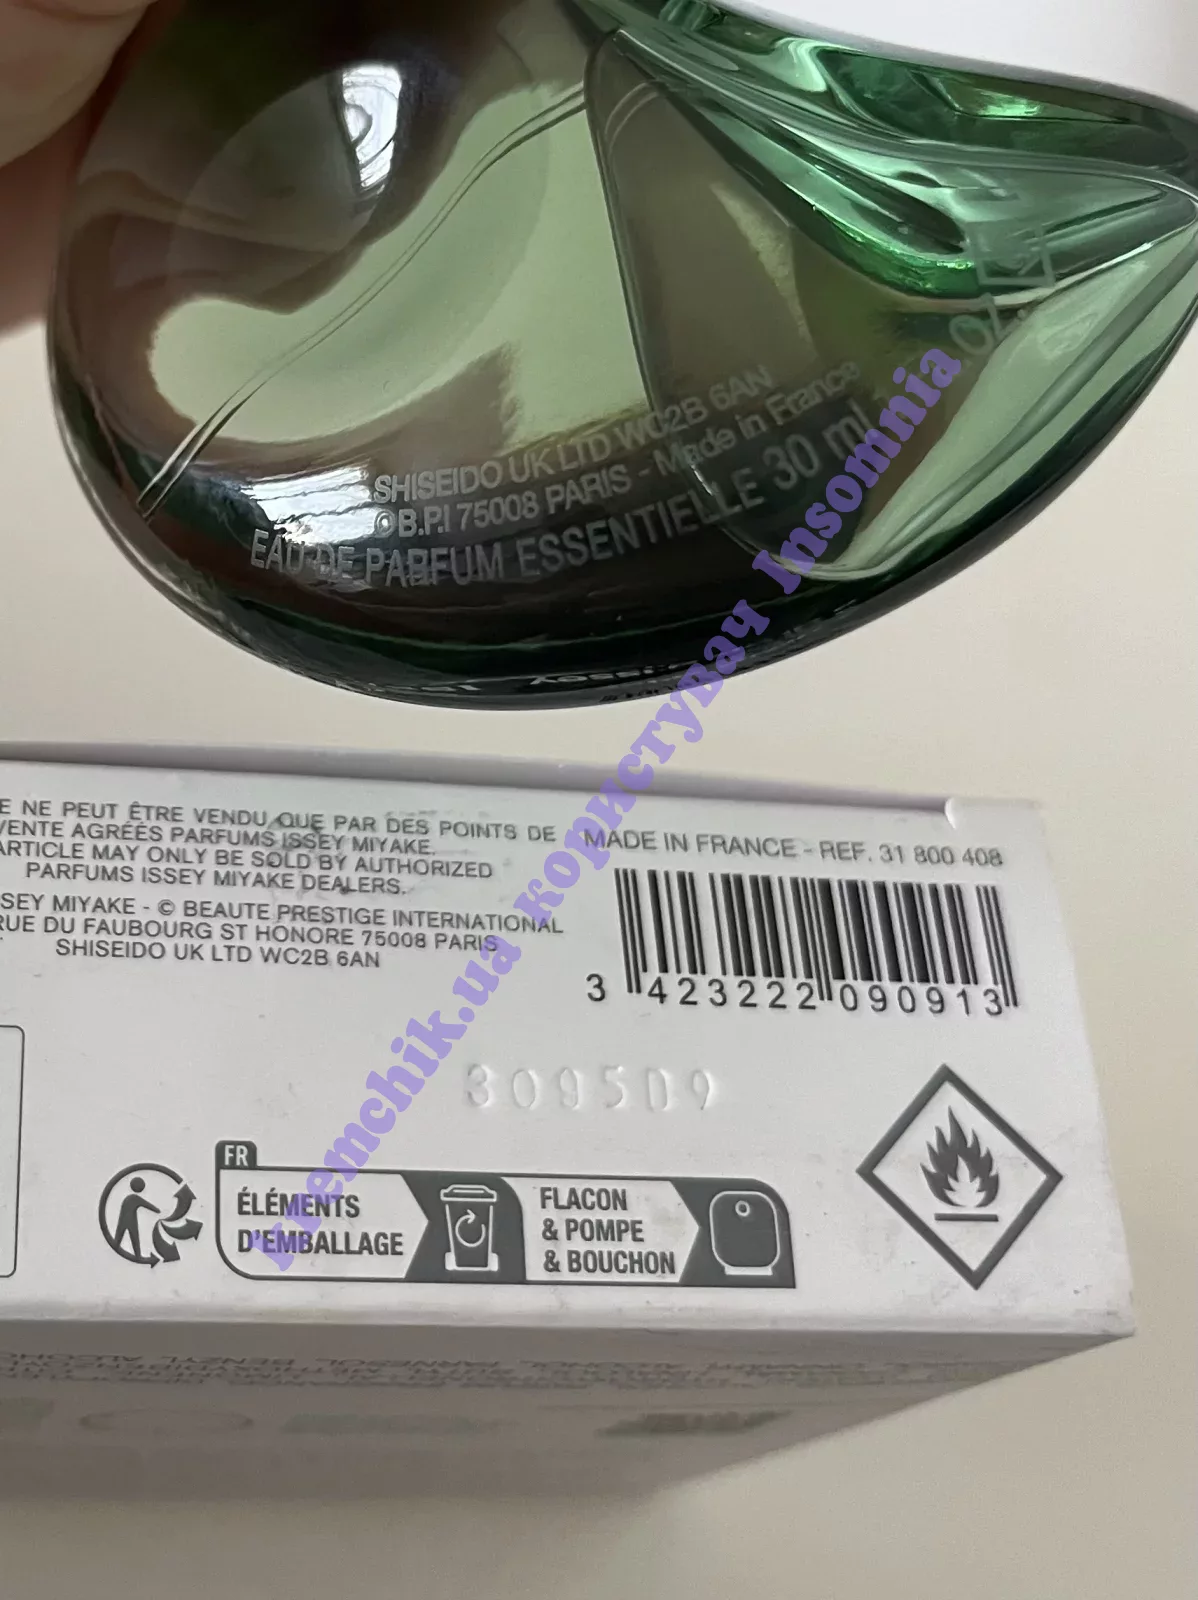 SHISEIDO UK LTD WC2B 6AN
©B.P.I 75008 PARIS - Made in France
EAU DE PARFUM ESSENTIELLE 30 ml
E NE PEUT ÊTRE VENDU QUE PAR DES POINTS DE
VENTE AGRÉÉS PARFUMS ISSEY MIYAKE.
ARTICLE MAY ONLY BE SOLD BY AUTHORIZED
PARFUMS ISSEY MIYAKE DEALERS.
SSEY MIYAKE - © BEAUTE PRESTIGE INTERNATIONAL
RUE DU FAUBOURG ST HONORE 75008 PARIS
SHISEIDO UK LTD WC2B 6AN
MADE IN FRANCE - REF. 31 800 408
3 423222 090913
309509
FR
ÉLÉMENTS
D'EMBALLAGE
FLACON
& POMPE
& BOUCHON
kremchik.ua користувач Insomnia